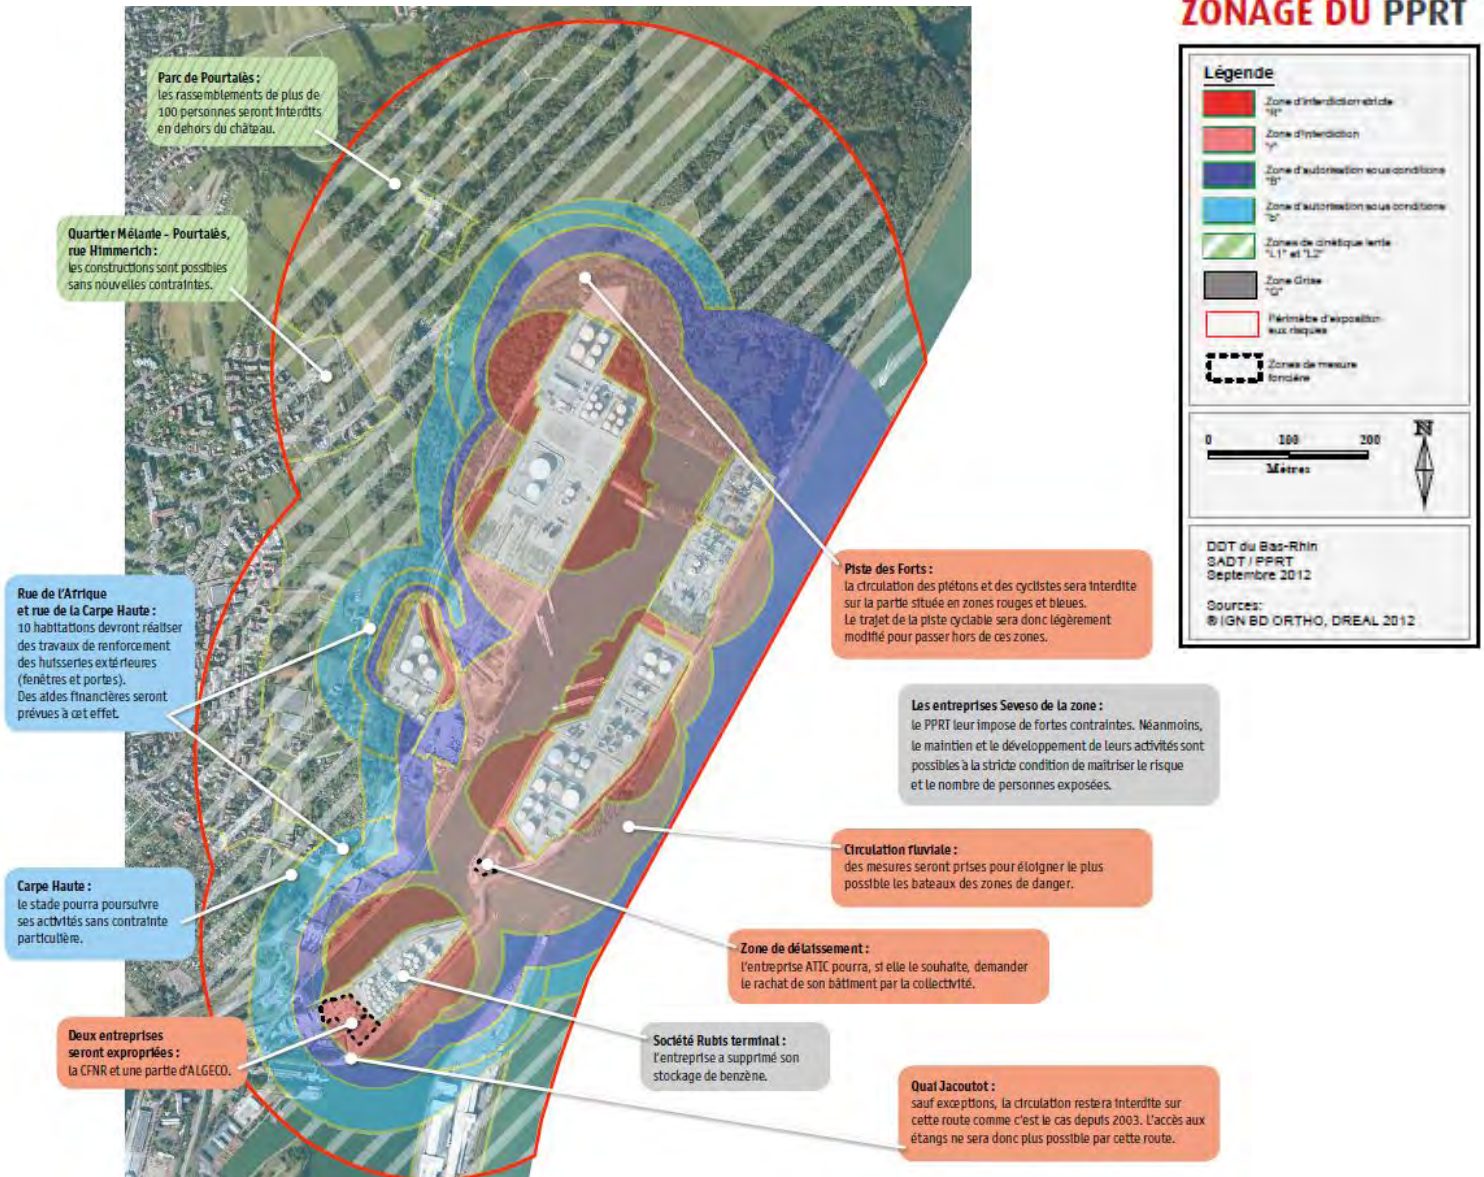 ZONAGE DU PPRT
Parc de Pourtalès :
les rassemblements de plus de
100 personnes seront interdits
en dehors du château.
Quartier Mélanie - Pourtalès,
rue Himmerich :
les constructions sont possibles
sans nouvelles contraintes.
Rue de l'Afrique
et rue de la Carpe Haute :
10 habitations devront réaliser
des travaux de renforcement
des huisseries extérieures
(fenêtres et portes).
Des aides financières seront
prévues à cet effet.
Carpe Haute :
le stade pourra poursuivre
ses activités sans contrainte
particulière.
Deux entreprises
seront expropriées :
la CFNR et une partie d'ALGECO.
Piste des Forts :
la circulation des piétons et des cyclistes sera interdite
sur la partie située en zones rouges et bleues.
Le trajet de la piste cyclable sera donc légèrement
modifié pour passer hors de ces zones.
Les entreprises Seveso de la zone :
le PPRT leur impose de fortes contraintes. Néanmoins,
le maintien et le développement de leurs activités sont
possibles à la stricte condition de maitriser le risque
et le nombre de personnes exposées.
Circulation fluviale :
des mesures seront prises pour éloigner le plus
possible les bateaux des zones de danger.
Zone de délaissement :
l'entreprise ATIC pourra, si elle le souhaite, demander
le rachat de son bâtiment par la collectivité.
Société Rubis terminal :
l'entreprise a supprimé son
stockage de benzène.
Quai Jacoutot :
sauf exceptions, la circulation restera interdite sur
cette route comme c'est le cas depuis 2003. L'accès aux
étangs ne sera donc plus possible par cette route.
Légende
Zone d'interdiction stricte
"R"
Zone d'interdiction
"r"
Zone d'autorisation sous conditions
"B"
Zone d'autorisation sous conditions
"b"
Zones de cinétique lente
"L1" et "L2"
Zone Grise
"G"
Périmètre d'exposition
aux risques
Zones de mesure
foncière
0 100 200
Mètres
N
DDT du Bas-Rhin
SADT / PPRT
Septembre 2012
Sources:
® IGN BD ORTHO, DREAL 2012